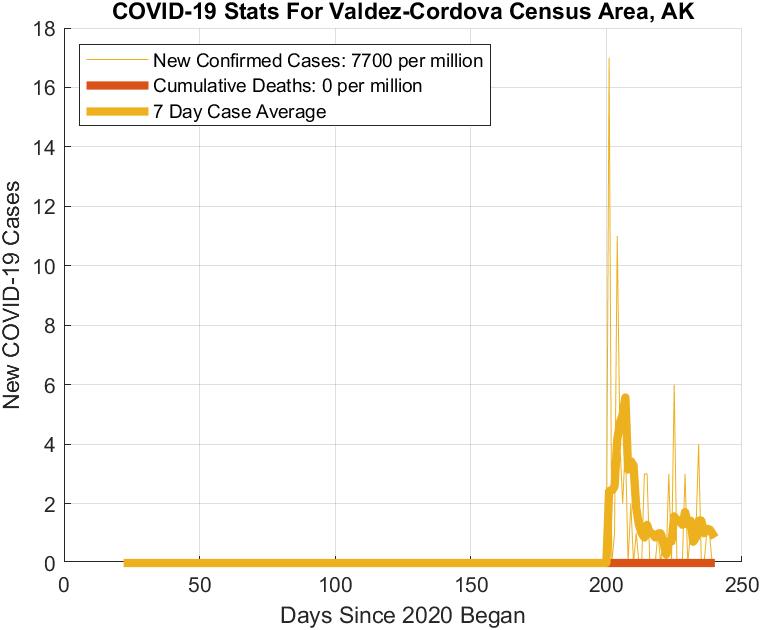 COVID-19 Stats For Valdez-Cordova Census Area, AK
18
16
14
12
10
8
6
4
2
0
New COVID-19 Cases
New Confirmed Cases: 7700 per million
Cumulative Deaths: 0 per million
7 Day Case Average
0 50 100 150 200 250
Days Since 2020 Began